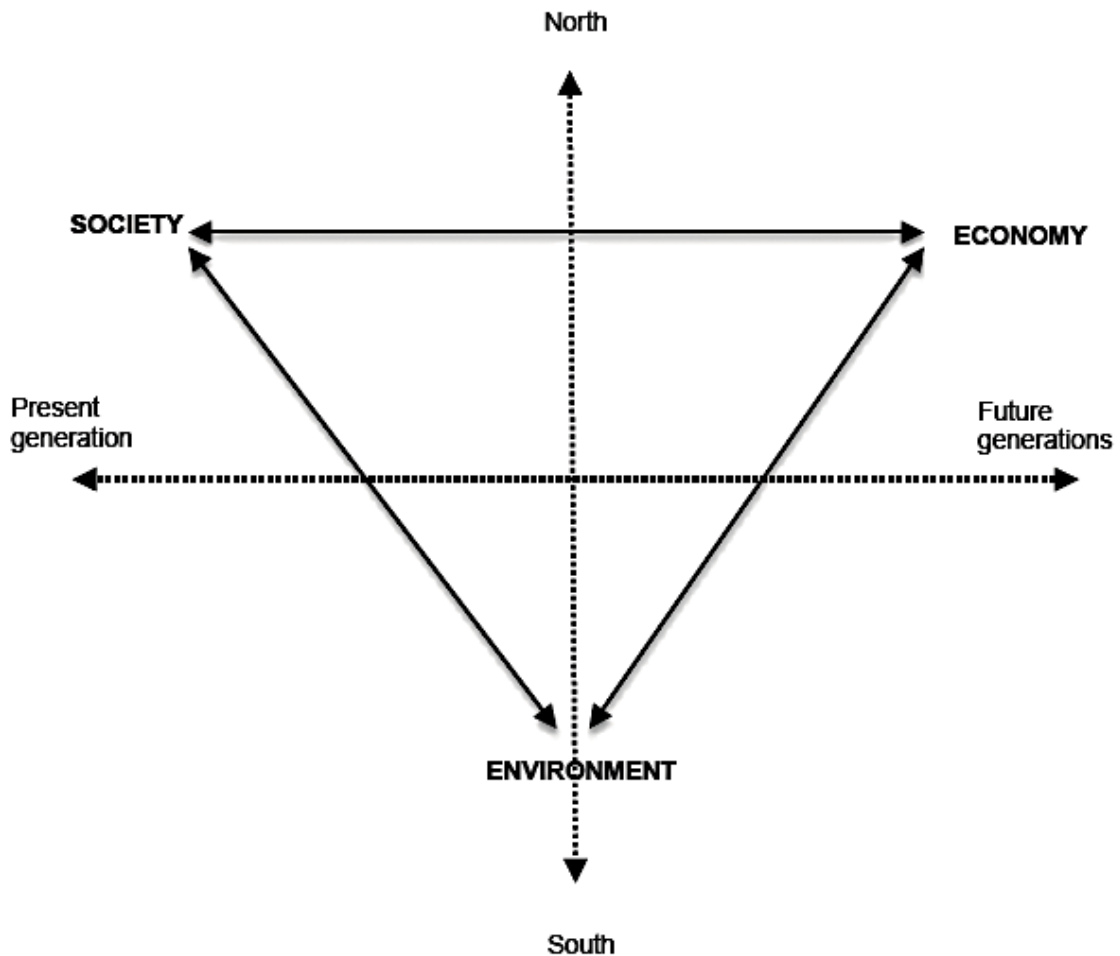 North
SOCIETY
ECONOMY
Present
generation
Future
generations
ENVIRONMENT
South